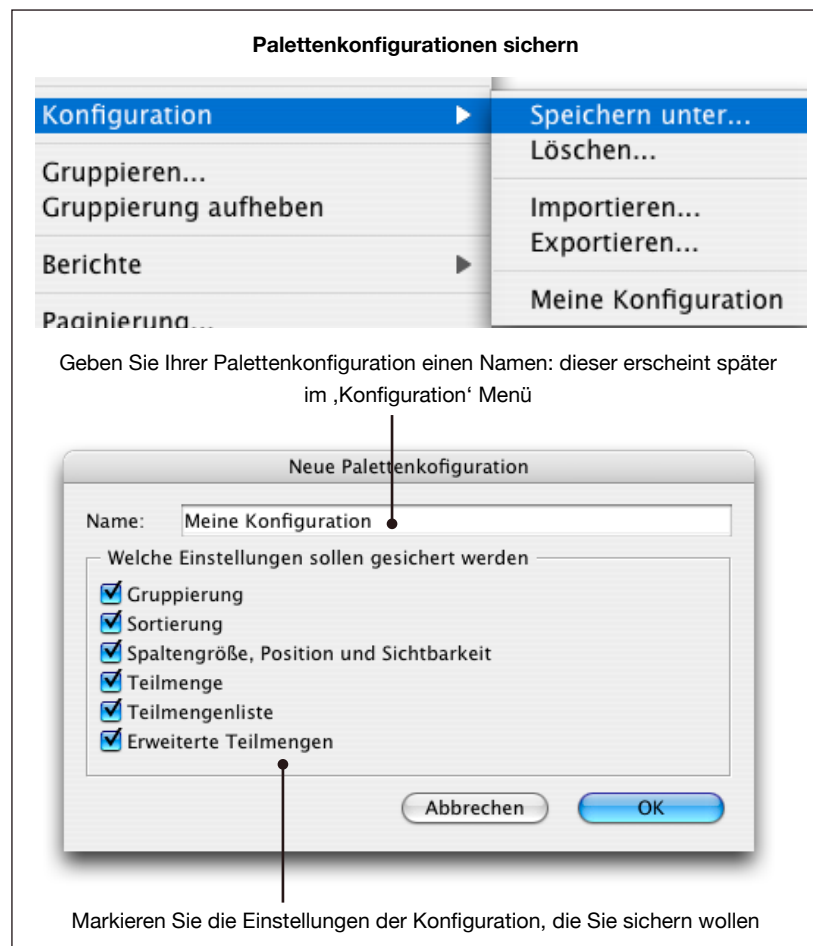 Palettenkonfigurationen sichern
Konfiguration
Speichern unter...
Löschen...
Gruppieren...
Gruppierung aufheben
Importieren...
Exportieren...
Berichte
Meine Konfiguration
Paginierung...
Geben Sie Ihrer Palettenkonfiguration einen Namen: dieser erscheint später
im ‚Konfiguration‘ Menü
Neue Palettenkofiguration
Name: Meine Konfiguration
Welche Einstellungen sollen gesichert werden
Gruppierung
Sortierung
Spaltengröße, Position und Sichtbarkeit
Teilmenge
Teilmengenliste
Erweiterte Teilmengen
Abbrechen OK
Markieren Sie die Einstellungen der Konfiguration, die Sie sichern wollen